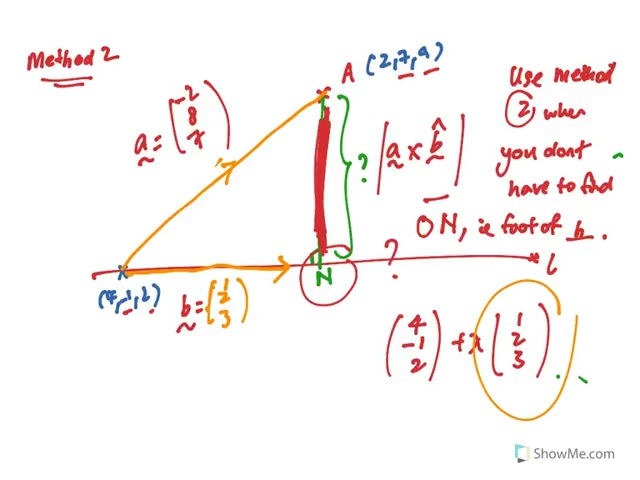 Method 2
A (2,7,9)
a = (-2
8
7)
|a × b̂|
?
Use method
2, when
you dont
have to find
ON, ie foot of h.
?
N
l
(4,-1,2)
b = (1
2
3)
(4
-1
2) + λ (1
2
3)
ShowMe.com